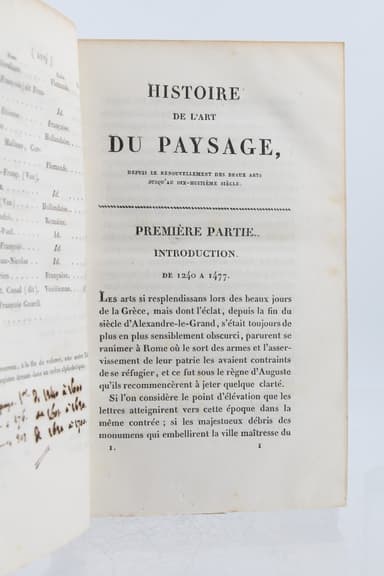 (
Flamande.
Id.
Française.
Hollandaise.
Flamande.
Id.
Hollandaise.
Romaine.
Id.
Française.
Id.
Française.
Vénitienne.
Id.
HISTOIRE
DE L'ART
DU PAYSAGE,
DEPUIS LE RENOUVELLEMENT DES BEAUX ARTS
JUSQU'AU DIX-HUITIÈME SIÈCLE.
PREMIÈRE PARTIE.
INTRODUCTION.
DE 1240 A 1477.
Les arts si resplendissans lors des beaux jours
de la Grèce, mais dont l'éclat, depuis la fin du
siècle d'Alexandre-le-Grand, s'était toujours de
plus en plus sensiblement obscurci, parurent se
ranimer à Rome où le sort des armes et l'asser-
vissement de leur patrie les avaient contraints
de se réfugier, et ce fut sous le règne d'Auguste
qu'ils recommencèrent à jeter quelque clarté.
Si l'on considère le point d'élévation que les
lettres atteignirent vers cette époque dans la
même contrée; si les majestueux débris des
monumens qui embellirent la ville maîtresse du
1. 1